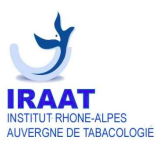 IRAAT
INSTITUT RHONE-ALPES
AUVERGNE DE TABACOLOGIE